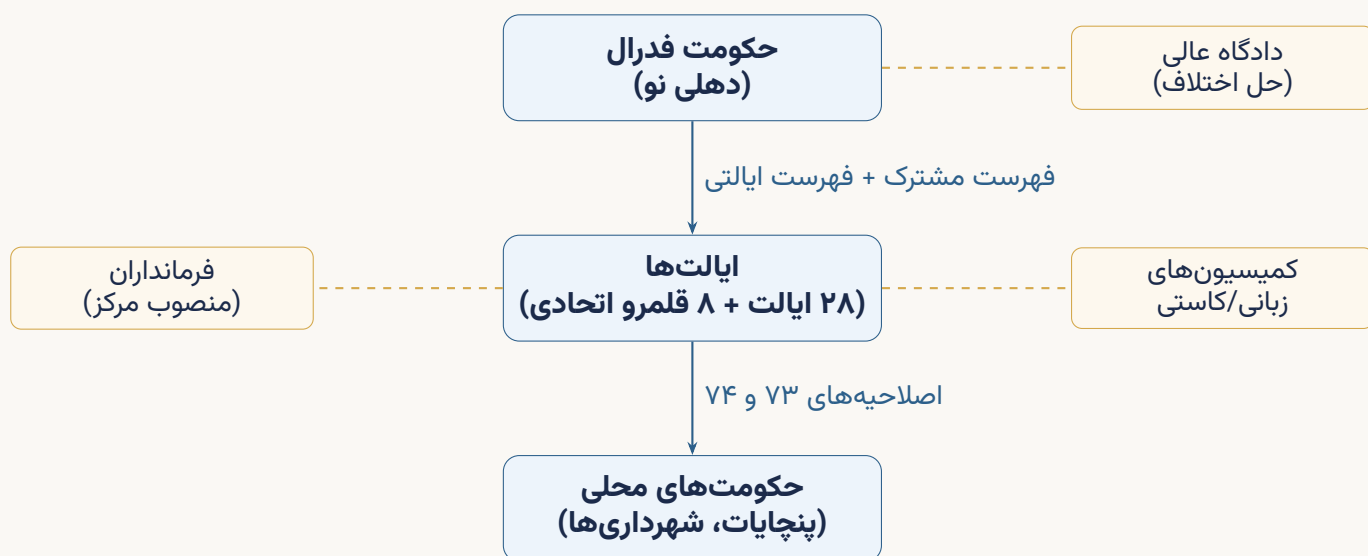 حکومت فدرال
(دهلی نو)
دادگاه عالی
(حل اختلاف)
فهرست مشترک + فهرست ایالتی
ایالت‌ها
(۲۸ ایالت + ۸ قلمرو اتحادی)
کمیسیون‌های
زبانی/کاستی
فرمانداران
(منصوب مرکز)
اصلاحیه‌های ۷۳ و ۷۴
حکومت‌های محلی
(پنچایات، شهرداری‌ها)